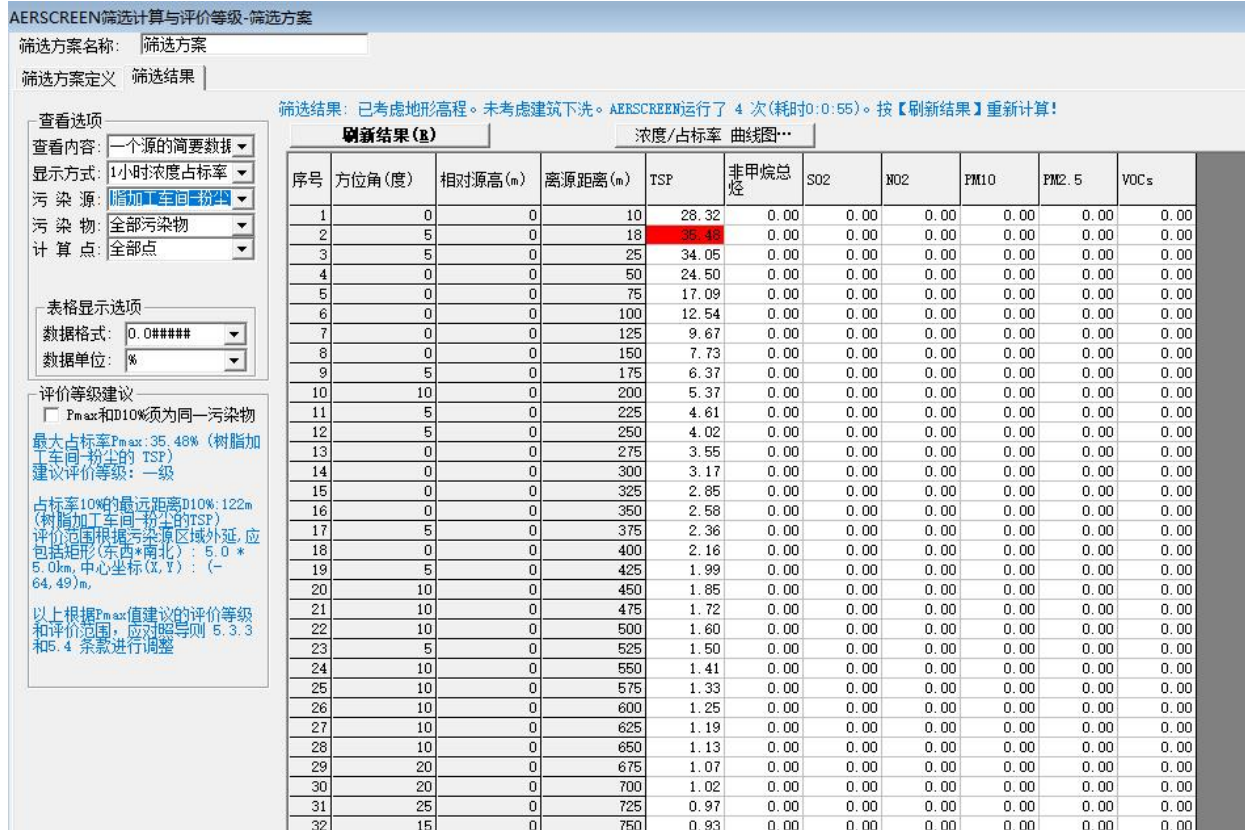 AERSCREEN筛选计算与评价等级-筛选方案
筛选方案名称: 筛选方案
筛选方案定义 筛选结果
筛选结果: 已考虑地形高程。未考虑建筑下洗。AERSCREEN运行了 4 次(耗时0:0:55)。按【刷新结果】重新计算!
查看选项
查看内容: 一个源的简要数据
显示方式: 1小时浓度占标率
污 染 源: 脂加工车间-粉尘
污 染 物: 全部污染物
计 算 点: 全部点
表格显示选项
数据格式: 0.0#####
数据单位: %
评价等级建议
Pmax和D10%须为同一污染物
最大占标率Pmax:35.48% (树脂加
工车间-粉尘的 TSP)
建议评价等级: 一级
占标率10%的最远距离D10%:122m
(树脂加工车间-粉尘的TSP)
评价范围根据污染源区域外延,应
包括矩形(东西*南北): 5.0 *
5.0km,中心坐标(X,Y): (-
64,49)m,
以上根据Pmax值建议的评价等级
和评价范围,应对照导则 5.3.3
和5.4 条款进行调整
刷新结果(R) 浓度/占标率 曲线图…
序号 方位角(度) 相对源高(m) 离源距离(m) TSP 非甲烷总烃 SO2 NO2 PM10 PM2.5 VOCs
1 0 0 10 28.32 0.00 0.00 0.00 0.00 0.00 0.00
2 5 0 18 35.48 0.00 0.00 0.00 0.00 0.00 0.00
3 5 0 25 34.05 0.00 0.00 0.00 0.00 0.00 0.00
4 0 0 50 24.50 0.00 0.00 0.00 0.00 0.00 0.00
5 0 0 75 17.09 0.00 0.00 0.00 0.00 0.00 0.00
6 0 0 100 12.54 0.00 0.00 0.00 0.00 0.00 0.00
7 0 0 125 9.67 0.00 0.00 0.00 0.00 0.00 0.00
8 0 0 150 7.73 0.00 0.00 0.00 0.00 0.00 0.00
9 5 0 175 6.37 0.00 0.00 0.00 0.00 0.00 0.00
10 10 0 200 5.37 0.00 0.00 0.00 0.00 0.00 0.00
11 5 0 225 4.61 0.00 0.00 0.00 0.00 0.00 0.00
12 5 0 250 4.02 0.00 0.00 0.00 0.00 0.00 0.00
13 0 0 275 3.55 0.00 0.00 0.00 0.00 0.00 0.00
14 0 0 300 3.17 0.00 0.00 0.00 0.00 0.00 0.00
15 0 0 325 2.85 0.00 0.00 0.00 0.00 0.00 0.00
16 0 0 350 2.58 0.00 0.00 0.00 0.00 0.00 0.00
17 5 0 375 2.36 0.00 0.00 0.00 0.00 0.00 0.00
18 0 0 400 2.16 0.00 0.00 0.00 0.00 0.00 0.00
19 5 0 425 1.99 0.00 0.00 0.00 0.00 0.00 0.00
20 10 0 450 1.85 0.00 0.00 0.00 0.00 0.00 0.00
21 10 0 475 1.72 0.00 0.00 0.00 0.00 0.00 0.00
22 10 0 500 1.60 0.00 0.00 0.00 0.00 0.00 0.00
23 5 0 525 1.50 0.00 0.00 0.00 0.00 0.00 0.00
24 10 0 550 1.41 0.00 0.00 0.00 0.00 0.00 0.00
25 10 0 575 1.33 0.00 0.00 0.00 0.00 0.00 0.00
26 10 0 600 1.25 0.00 0.00 0.00 0.00 0.00 0.00
27 10 0 625 1.19 0.00 0.00 0.00 0.00 0.00 0.00
28 10 0 650 1.13 0.00 0.00 0.00 0.00 0.00 0.00
29 20 0 675 1.07 0.00 0.00 0.00 0.00 0.00 0.00
30 20 0 700 1.02 0.00 0.00 0.00 0.00 0.00 0.00
31 25 0 725 0.97 0.00 0.00 0.00 0.00 0.00 0.00
32 15 0 750 0.93 0.00 0.00 0.00 0.00 0.00 0.00